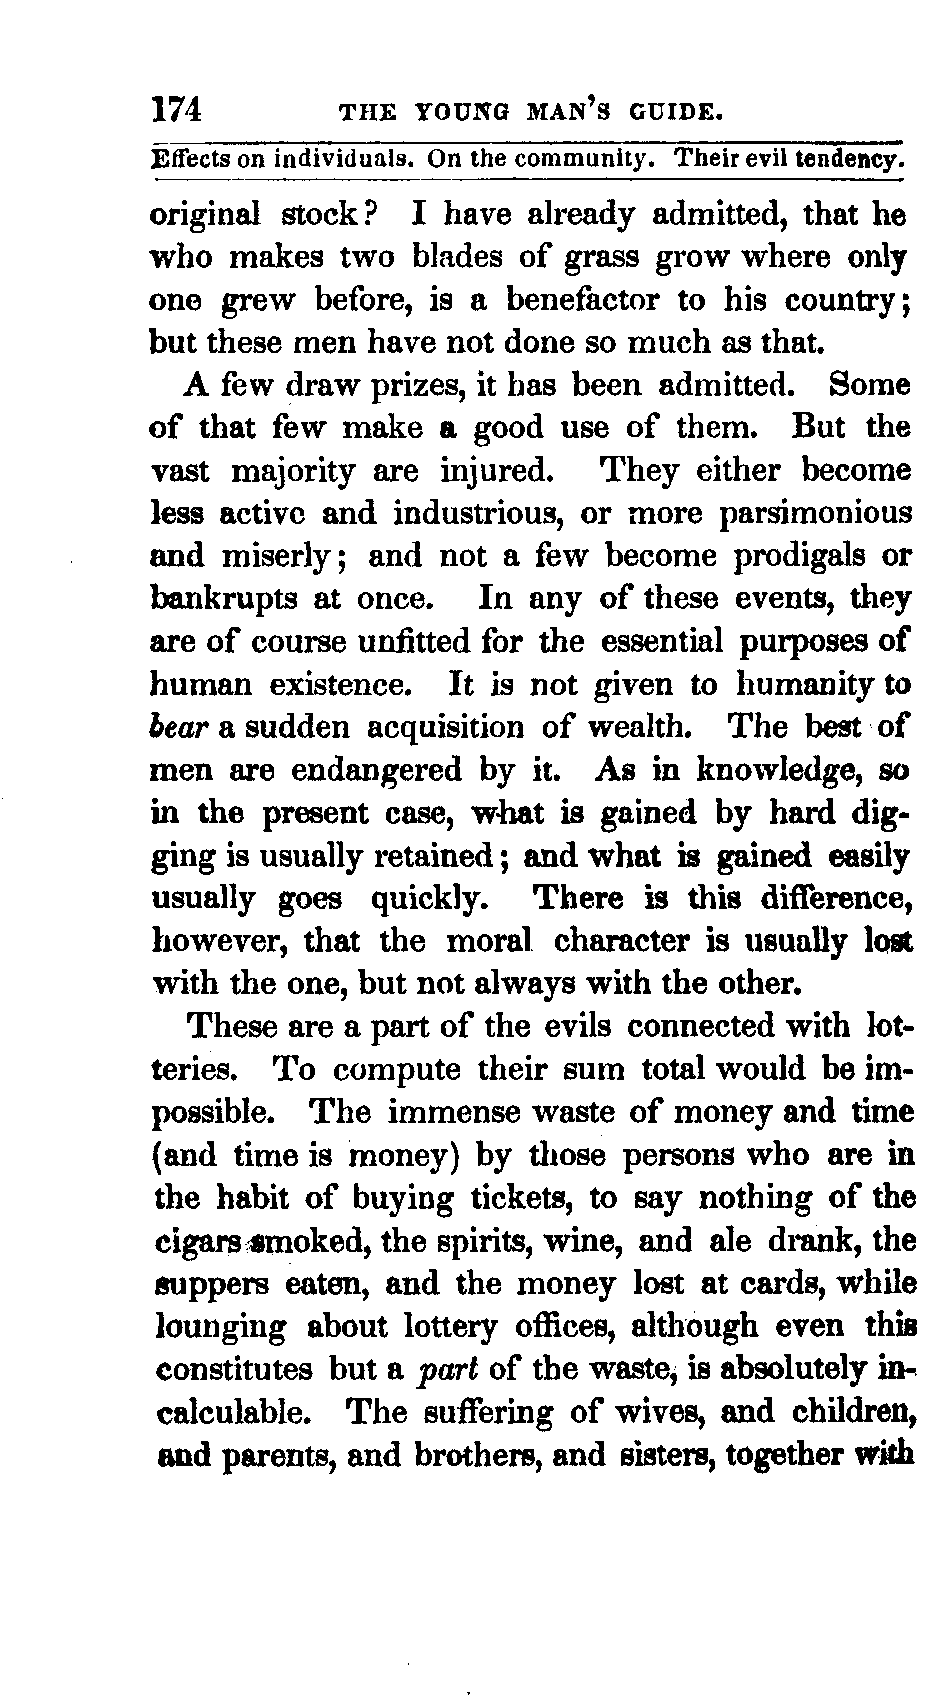 174 THE YOUNG MAN'S GUIDE.
Effects on individuals. On the community. Their evil tendency.
original stock? I have already admitted, that he
who makes two blades of grass grow where only
one grew before, is a benefactor to his country;
but these men have not done so much as that.
A few draw prizes, it has been admitted. Some
of that few make a good use of them. But the
vast majority are injured. They either become
less active and industrious, or more parsimonious
and miserly; and not a few become prodigals or
bankrupts at once. In any of these events, they
are of course unfitted for the essential purposes of
human existence. It is not given to humanity to
bear a sudden acquisition of wealth. The best of
men are endangered by it. As in knowledge, so
in the present case, what is gained by hard dig-
ging is usually retained; and what is gained easily
usually goes quickly. There is this difference,
however, that the moral character is usually lost
with the one, but not always with the other.
These are a part of the evils connected with lot-
teries. To compute their sum total would be im-
possible. The immense waste of money and time
(and time is money) by those persons who are in
the habit of buying tickets, to say nothing of the
cigars smoked, the spirits, wine, and ale drank, the
suppers eaten, and the money lost at cards, while
lounging about lottery offices, although even this
constitutes but a part of the waste, is absolutely in-
calculable. The suffering of wives, and children,
and parents, and brothers, and sisters, together with